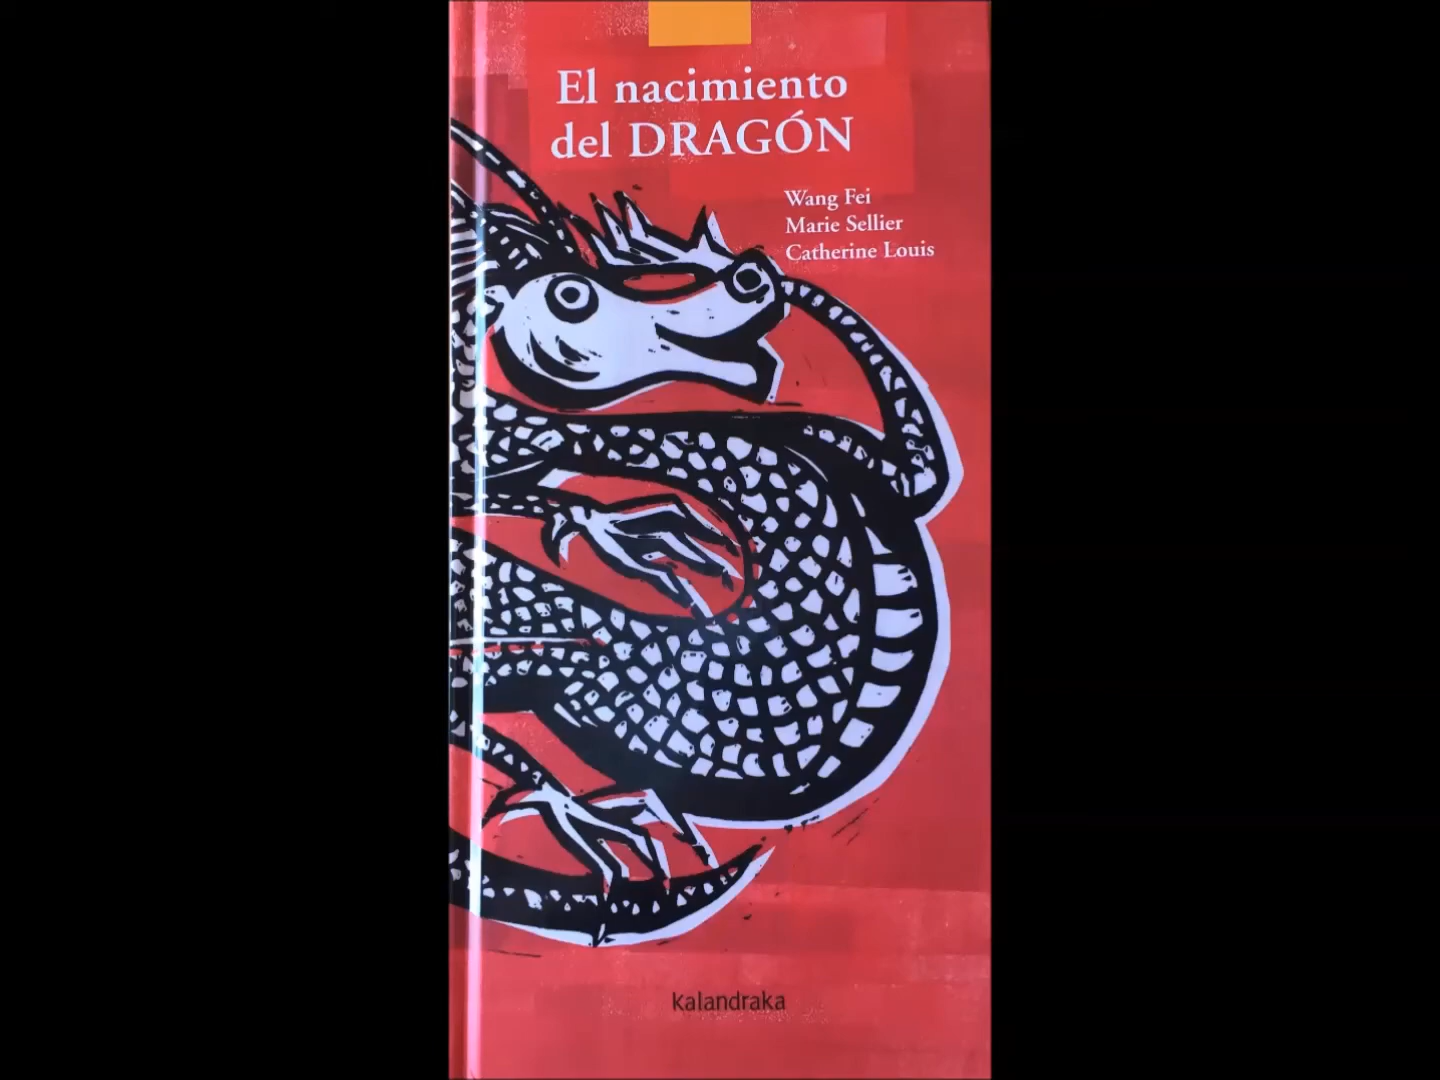 El nacimiento
del DRAGÓN
Wang Fei
Marie Sellier
Catherine Louis
kalandraka